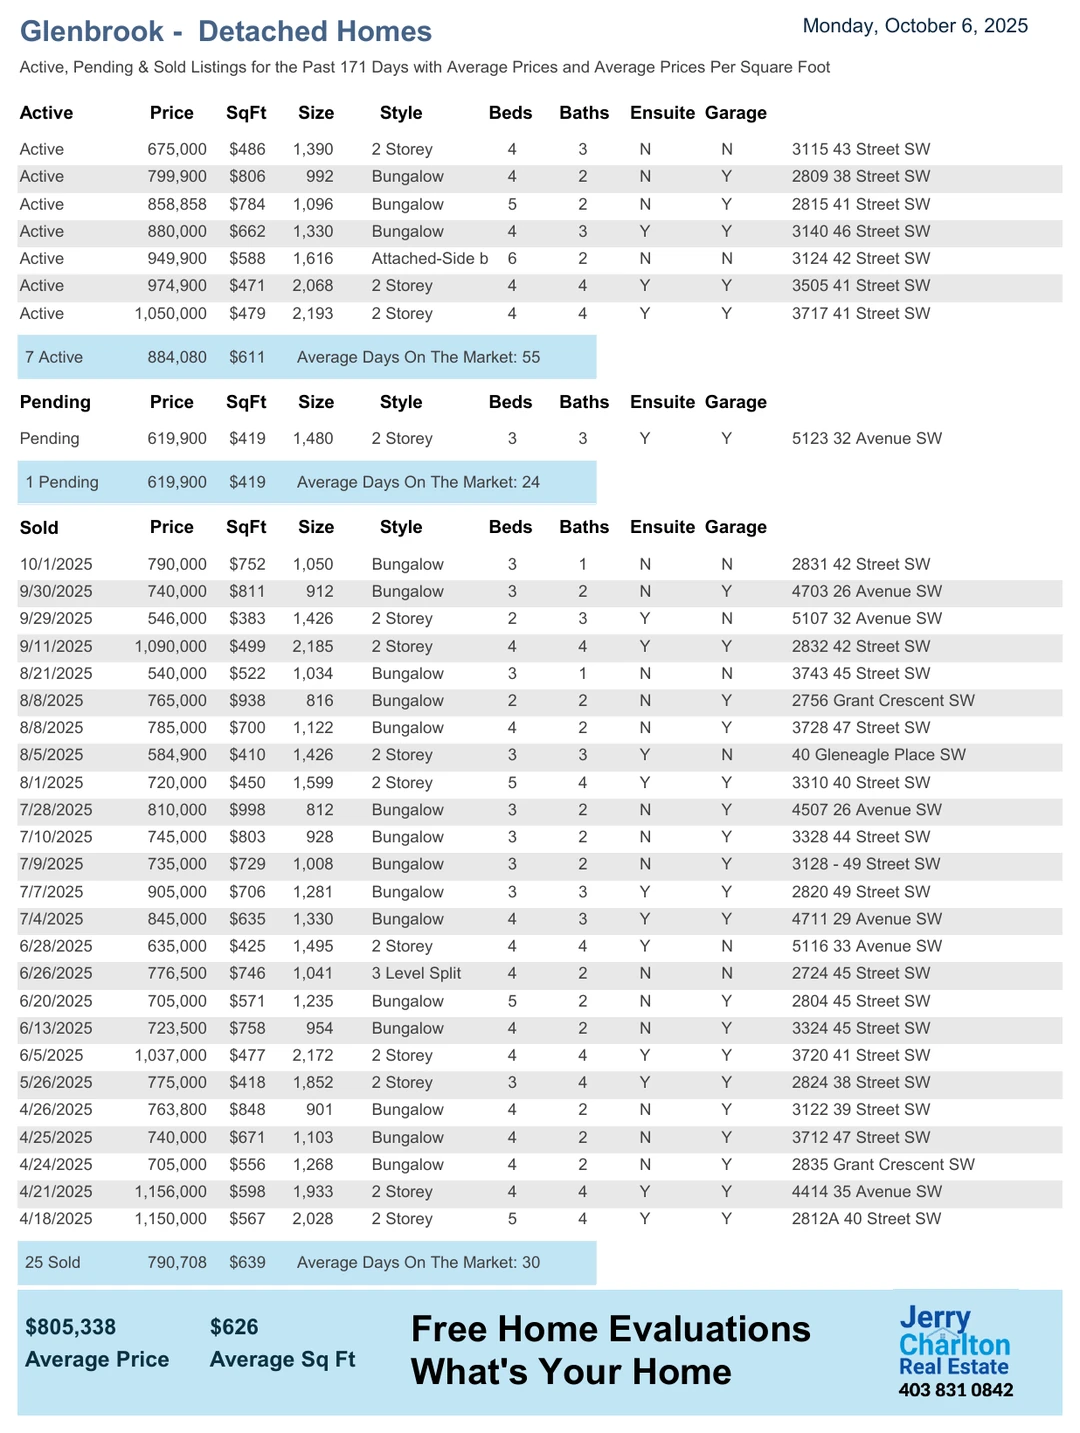 Glenbrook - Detached Homes
Monday, October 6, 2025
Active, Pending & Sold Listings for the Past 171 Days with Average Prices and Average Prices Per Square Foot
Active Price SqFt Size Style Beds Baths Ensuite Garage
Active 675,000 $486 1,390 2 Storey 4 3 N N 3115 43 Street SW
Active 799,900 $806 992 Bungalow 4 2 N Y 2809 38 Street SW
Active 858,858 $784 1,096 Bungalow 5 2 N Y 2815 41 Street SW
Active 880,000 $662 1,330 Bungalow 4 3 Y Y 3140 46 Street SW
Active 949,900 $588 1,616 Attached-Side b 6 2 N N 3124 42 Street SW
Active 974,900 $471 2,068 2 Storey 4 4 Y Y 3505 41 Street SW
Active 1,050,000 $479 2,193 2 Storey 4 4 Y Y 3717 41 Street SW
7 Active 884,080 $611 Average Days On The Market: 55
Pending Price SqFt Size Style Beds Baths Ensuite Garage
Pending 619,900 $419 1,480 2 Storey 3 3 Y Y 5123 32 Avenue SW
1 Pending 619,900 $419 Average Days On The Market: 24
Sold Price SqFt Size Style Beds Baths Ensuite Garage
10/1/2025 790,000 $752 1,050 Bungalow 3 1 N N 2831 42 Street SW
9/30/2025 740,000 $811 912 Bungalow 3 2 N Y 4703 26 Avenue SW
9/29/2025 546,000 $383 1,426 2 Storey 2 3 Y N 5107 32 Avenue SW
9/11/2025 1,090,000 $499 2,185 2 Storey 4 4 Y Y 2832 42 Street SW
8/21/2025 540,000 $522 1,034 Bungalow 3 1 N N 3743 45 Street SW
8/8/2025 765,000 $938 816 Bungalow 2 2 N Y 2756 Grant Crescent SW
8/8/2025 785,000 $700 1,122 Bungalow 4 2 N Y 3728 47 Street SW
8/5/2025 584,900 $410 1,426 2 Storey 3 3 Y N 40 Gleneagle Place SW
8/1/2025 720,000 $450 1,599 2 Storey 5 4 Y Y 3310 40 Street SW
7/28/2025 810,000 $998 812 Bungalow 3 2 N Y 4507 26 Avenue SW
7/10/2025 745,000 $803 928 Bungalow 3 2 N Y 3328 44 Street SW
7/9/2025 735,000 $729 1,008 Bungalow 3 2 N Y 3128 - 49 Street SW
7/7/2025 905,000 $706 1,281 Bungalow 3 3 Y Y 2820 49 Street SW
7/4/2025 845,000 $635 1,330 Bungalow 4 3 Y Y 4711 29 Avenue SW
6/28/2025 635,000 $425 1,495 2 Storey 4 4 Y N 5116 33 Avenue SW
6/26/2025 776,500 $746 1,041 3 Level Split 4 2 N N 2724 45 Street SW
6/20/2025 705,000 $571 1,235 Bungalow 5 2 N Y 2804 45 Street SW
6/13/2025 723,500 $758 954 Bungalow 4 2 N Y 3324 45 Street SW
6/5/2025 1,037,000 $477 2,172 2 Storey 4 4 Y Y 3720 41 Street SW
5/26/2025 775,000 $418 1,852 2 Storey 3 4 Y Y 2824 38 Street SW
4/26/2025 763,800 $848 901 Bungalow 4 2 N Y 3122 39 Street SW
4/25/2025 740,000 $671 1,103 Bungalow 4 2 N Y 3712 47 Street SW
4/24/2025 705,000 $556 1,268 Bungalow 4 2 N Y 2835 Grant Crescent SW
4/21/2025 1,156,000 $598 1,933 2 Storey 4 4 Y Y 4414 35 Avenue SW
4/18/2025 1,150,000 $567 2,028 2 Storey 5 4 Y Y 2812A 40 Street SW
25 Sold 790,708 $639 Average Days On The Market: 30
$805,338 $626
Average Price Average Sq Ft
Free Home Evaluations
What's Your Home
Jerry
Charlton
Real Estate
403 831 0842